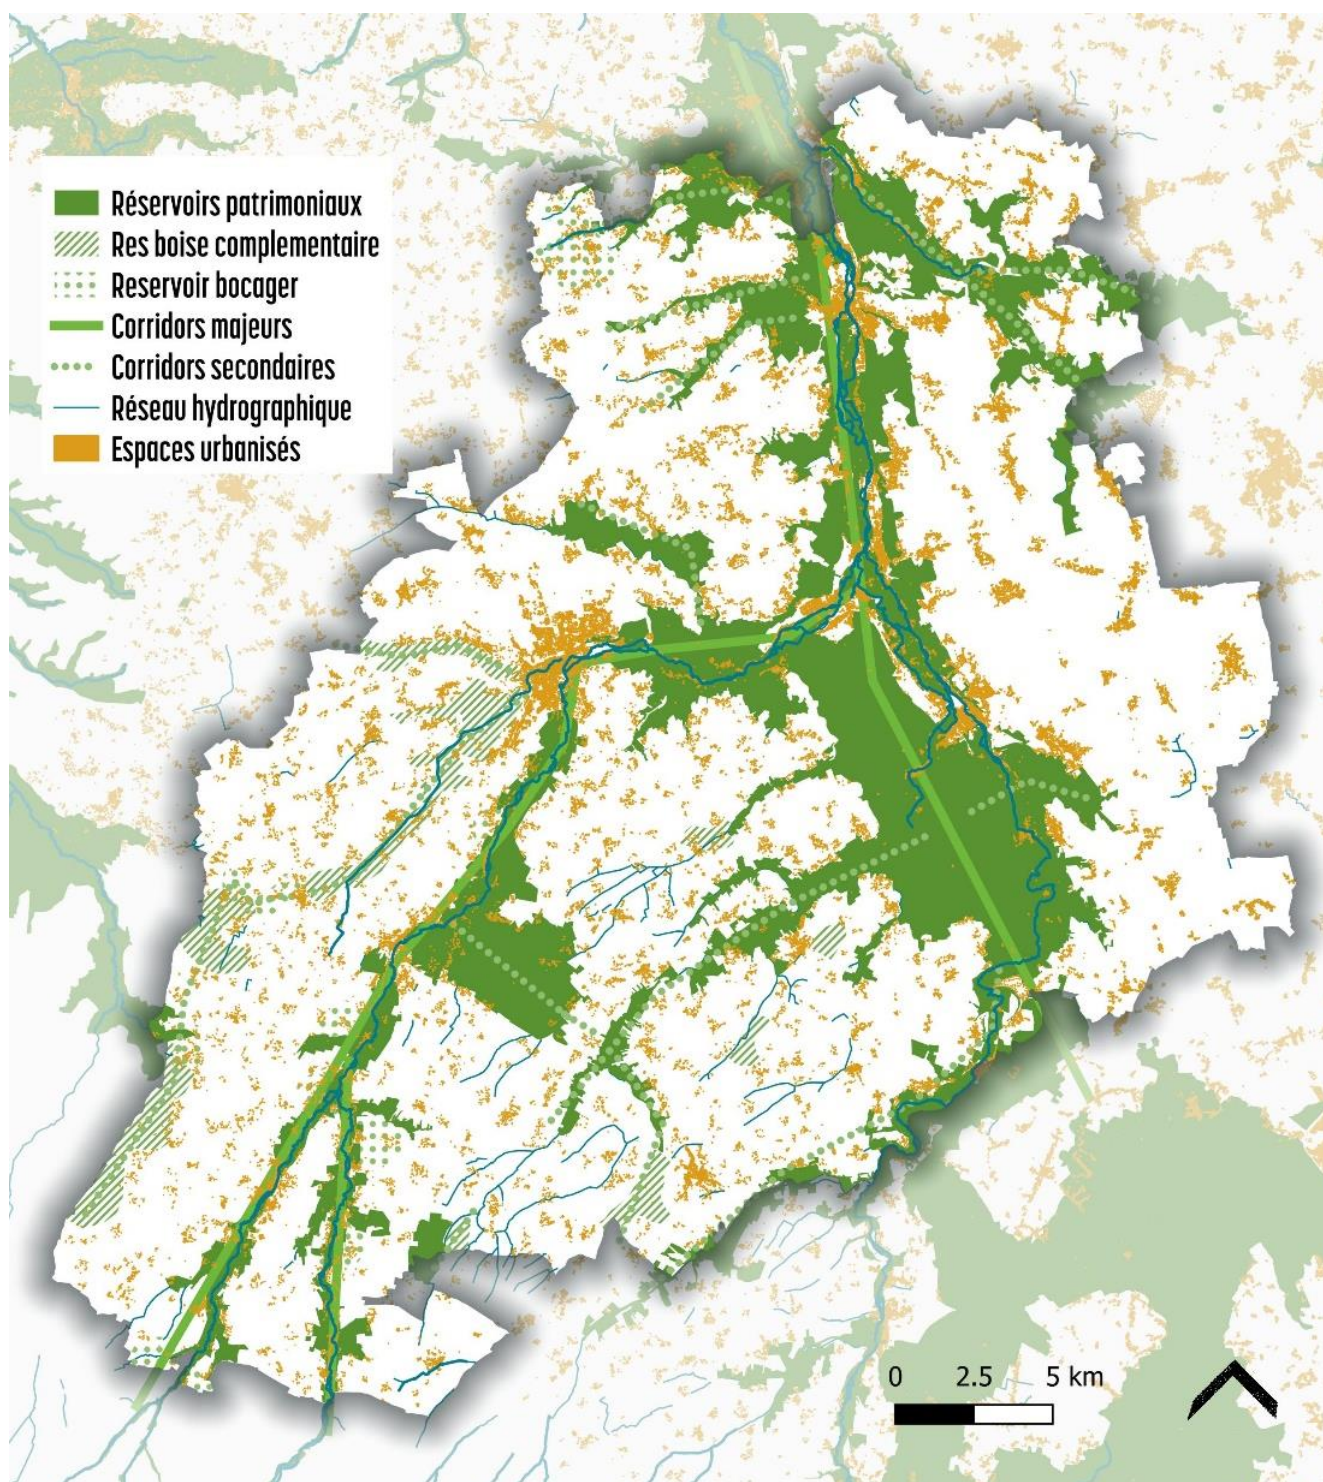 Réservoirs patrimoniaux
Res boise complementaire
Reservoir bocager
Corridors majeurs
Corridors secondaires
Réseau hydrographique
Espaces urbanisés
0 2.5 5 km